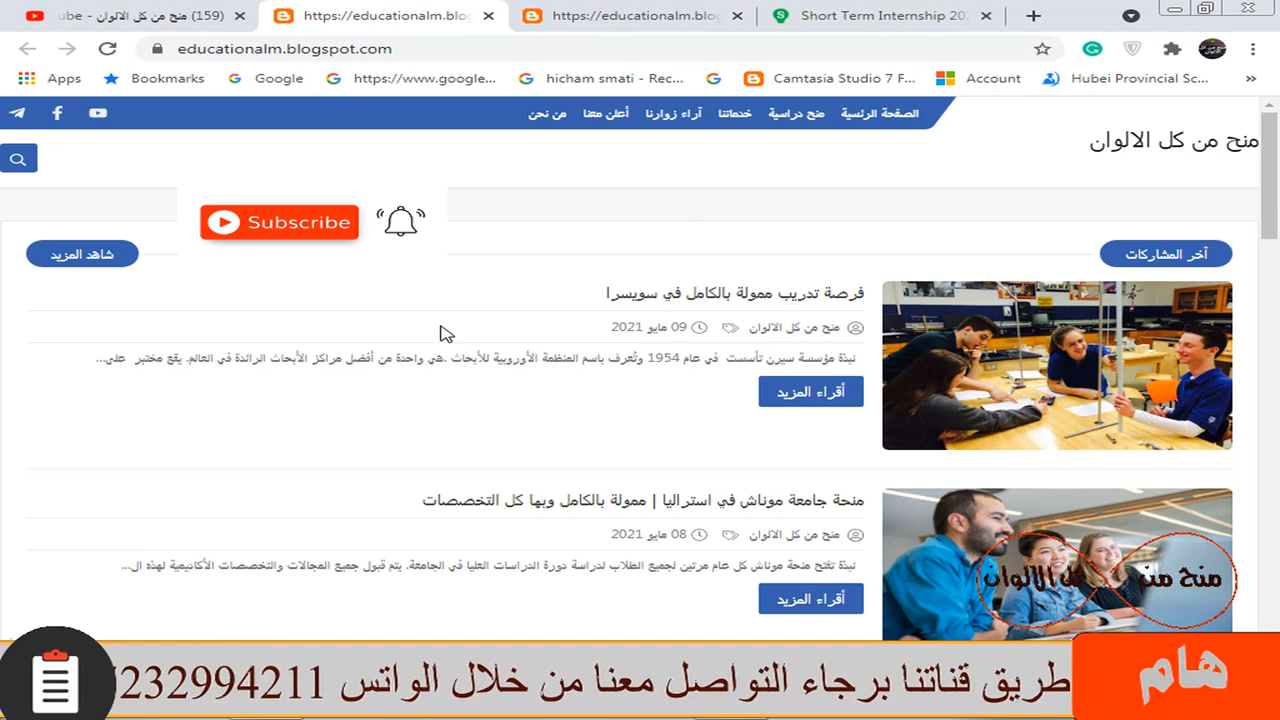 (159) منح من كل الالوان - ube
https://educationalm.blog
https://educationalm.blog
Short Term Internship 202
educationalm.blogspot.com
Apps
Bookmarks
Google
https://www.google...
hicham smati - Rec...
Camtasia Studio 7 F...
Account
Hubei Provincial Sc...
»
الصفحة الرئسية منح دراسية خدماتنا آراء زوارنا أعلن معنا من نحن
منح من كل الالوان
Subscribe
آخر المشاركات
شاهد المزيد
فرصة تدريب ممولة بالكامل في سويسرا
منح من كل الالوان 09 مايو 2021
نبذة مؤسسة سيرن تأسست في عام 1954 وتُعرف باسم المنظمة الأوروبية للأبحاث .هي واحدة من أفضل مراكز الأبحاث الرائدة في العالم. يقع مختبر على...
أقراء المزيد
منحة جامعة موناش في استراليا | ممولة بالكامل وبها كل التخصصات
منح من كل الالوان 08 مايو 2021
نبذة تفتح منحة موناش كل عام مرتين لجميع الطلاب لدراسة دورة الدراسات العليا في الجامعة. يتم قبول جميع المجالات والتخصصات الأكاديمية لهذه ال...
أقراء المزيد
منح من كل الالوان
هام
طريق قناتنا برجاء التواصل معنا من خلال الواتس 232994211